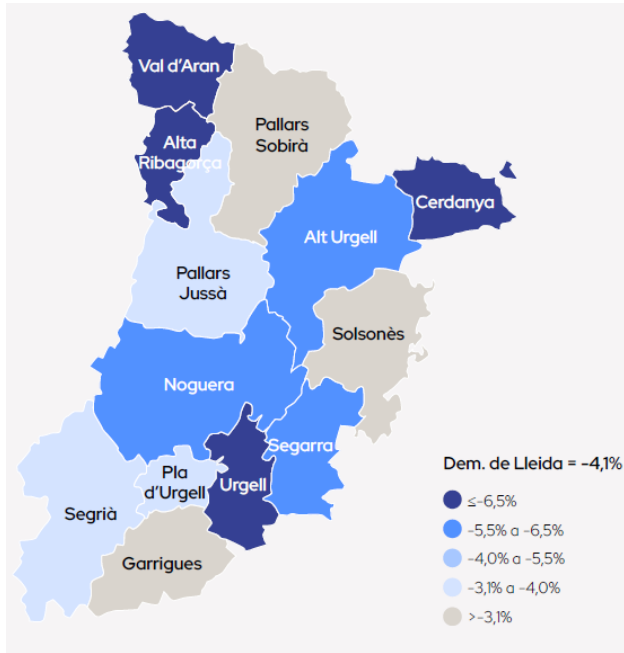 Val d'Aran
Pallars
Sobirà
Alta
Ribagorça
Cerdanya
Alt Urgell
Pallars
Jussà
Solsonès
Noguera
Segarra
Pla
d'Urgell
Urgell
Segrià
Garrigues
Dem. de Lleida = -4,1%
≤-6,5%
-5,5% a -6,5%
-4,0% a -5,5%
-3,1% a -4,0%
>-3,1%